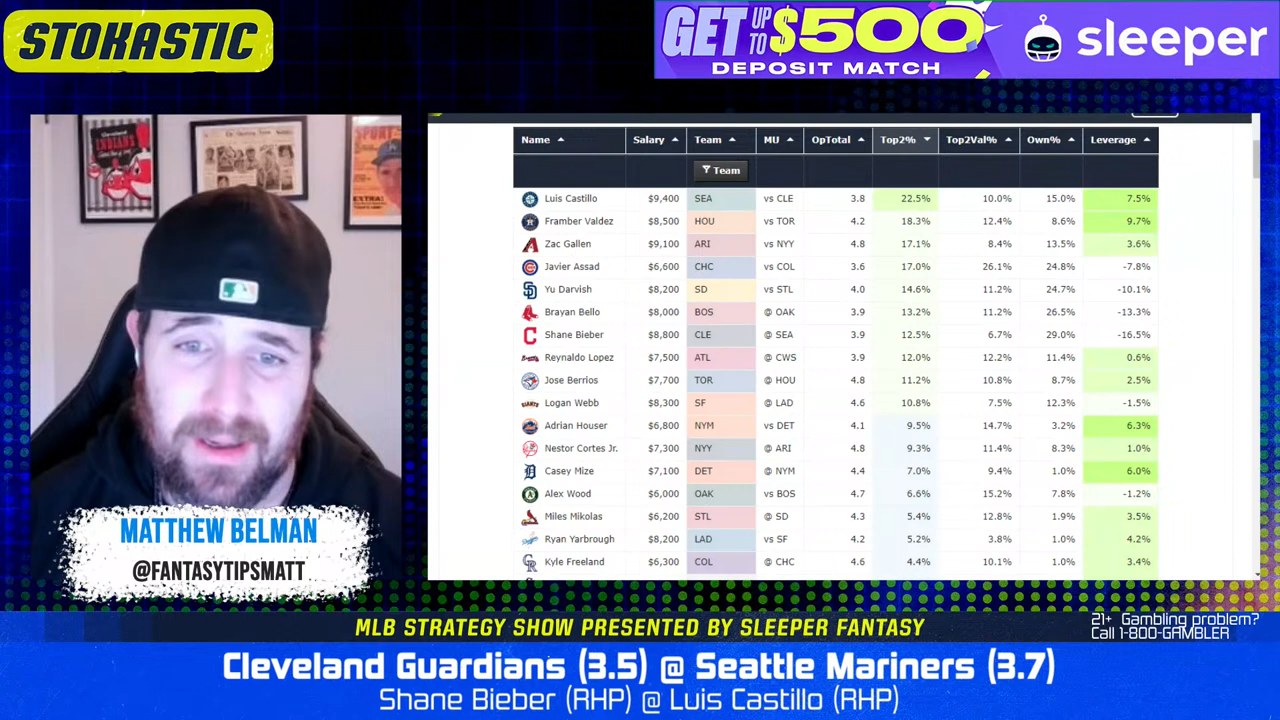 STOKASTIC
GET UP TO $500
DEPOSIT MATCH
sleeper
Name Salary Team MU OpTotal Top2% Top2Val% Own% Leverage
Team
Luis Castillo $9,400 SEA vs CLE 3.8 22.5% 10.0% 15.0% 7.5%
Framber Valdez $8,500 HOU vs TOR 4.2 18.3% 12.4% 8.6% 9.7%
Zac Gallen $9,100 ARI vs NYY 4.8 17.1% 8.4% 13.5% 3.6%
Javier Assad $6,600 CHC vs COL 3.6 17.0% 26.1% 24.8% -7.8%
Yu Darvish $8,200 SD vs STL 4.0 14.6% 11.2% 24.7% -10.1%
Brayan Bello $8,000 BOS @ OAK 3.9 13.2% 11.2% 26.5% -13.3%
Shane Bieber $8,800 CLE @ SEA 3.9 12.5% 6.7% 29.0% -16.5%
Reynaldo Lopez $7,500 ATL @ CWS 3.9 12.0% 12.2% 11.4% 0.6%
Jose Berrios $7,700 TOR @ HOU 4.8 11.2% 10.8% 8.7% 2.5%
Logan Webb $8,300 SF @ LAD 4.6 10.8% 7.5% 12.3% -1.5%
Adrian Houser $6,800 NYM vs DET 4.1 9.5% 14.7% 3.2% 6.3%
Nestor Cortes Jr. $7,300 NYY @ ARI 4.8 9.3% 11.4% 8.3% 1.0%
Casey Mize $7,100 DET @ NYM 4.4 7.0% 9.4% 1.0% 6.0%
Alex Wood $6,000 OAK vs BOS 4.7 6.6% 15.2% 7.8% -1.2%
Miles Mikolas $6,200 STL @ SD 4.3 5.4% 12.8% 1.9% 3.5%
Ryan Yarbrough $8,200 LAD vs SF 4.2 5.2% 3.8% 1.0% 4.2%
Kyle Freeland $6,300 COL @ CHC 4.6 4.4% 10.1% 1.0% 3.4%
MATTHEW BELMAN
@FANTASYTIPSMATT
MLB STRATEGY SHOW PRESENTED BY SLEEPER FANTASY
21+ Gambling problem?
Call 1-800-GAMBLER
Cleveland Guardians (3.5) @ Seattle Mariners (3.7)
Shane Bieber (RHP) @ Luis Castillo (RHP)